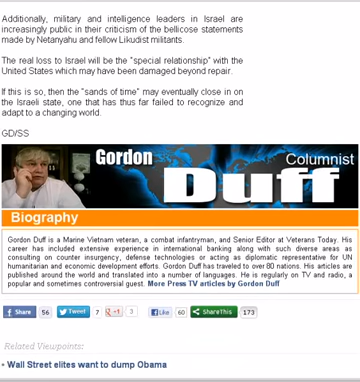 Additionally, military and intelligence leaders in Israel are
increasingly public in their criticism of the bellicose statements
made by Netanyahu and fellow Likudist militants.
The real loss to Israel will be the "special relationship" with the
United States which may have been damaged beyond repair.
If this is so, then the "sands of time" may eventually close in on
the Israeli state, one that has thus far failed to recognize and
adapt to a changing world.
GD/SS
Gordon
Columnist
Duff
Biography
Gordon Duff is a Marine Vietnam veteran, a combat infantryman, and Senior Editor at Veterans Today. His
career has included extensive experience in international banking along with such diverse areas as
consulting on counter insurgency, defense technologies or acting as diplomatic representative for UN
humanitarian and economic development efforts. Gordon Duff has traveled to over 80 nations. His articles are
published around the world and translated into a number of languages. He is regularly on TV and radio, a
popular and sometimes controversial guest. More Press TV articles by Gordon Duff
Share 56 Tweet 7 +1 3 Like 60 ShareThis 173
Related Viewpoints:
Wall Street elites want to dump Obama